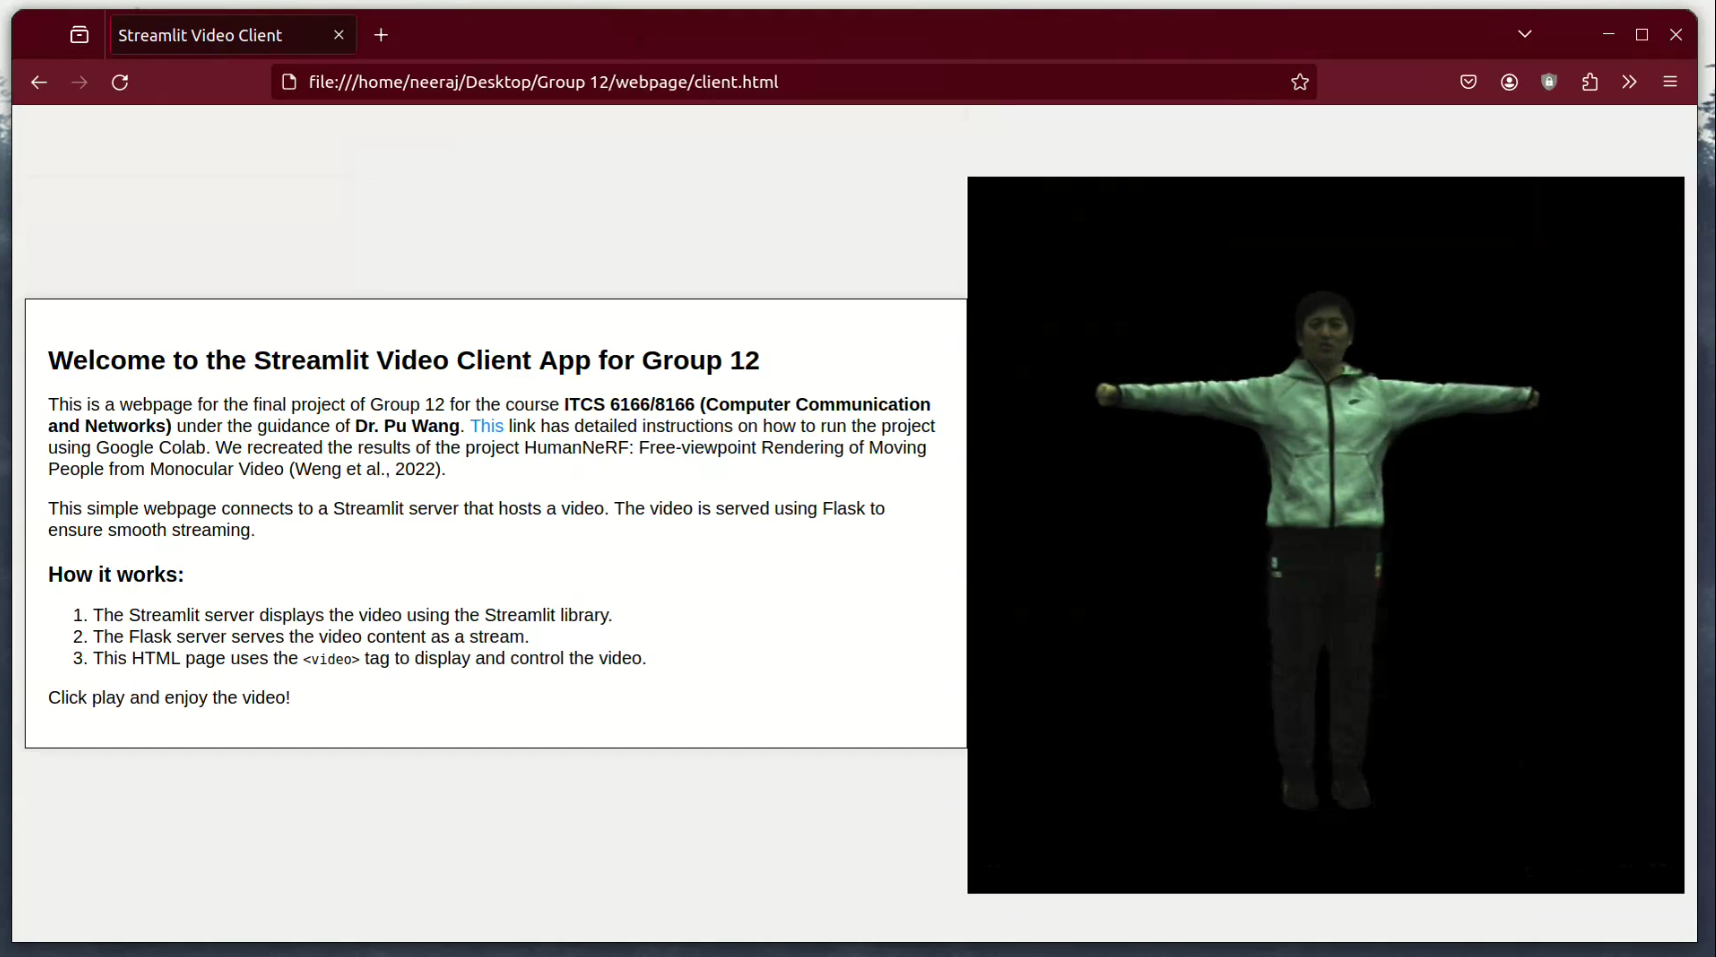 Streamlit Video Client
file:///home/neeraj/Desktop/Group 12/webpage/client.html
Welcome to the Streamlit Video Client App for Group 12
This is a webpage for the final project of Group 12 for the course ITCS 6166/8166 (Computer Communication
and Networks) under the guidance of Dr. Pu Wang. This link has detailed instructions on how to run the project
using Google Colab. We recreated the results of the project HumanNeRF: Free-viewpoint Rendering of Moving
People from Monocular Video (Weng et al., 2022).
This simple webpage connects to a Streamlit server that hosts a video. The video is served using Flask to
ensure smooth streaming.
How it works:
1. The Streamlit server displays the video using the Streamlit library.
2. The Flask server serves the video content as a stream.
3. This HTML page uses the <video> tag to display and control the video.
Click play and enjoy the video!